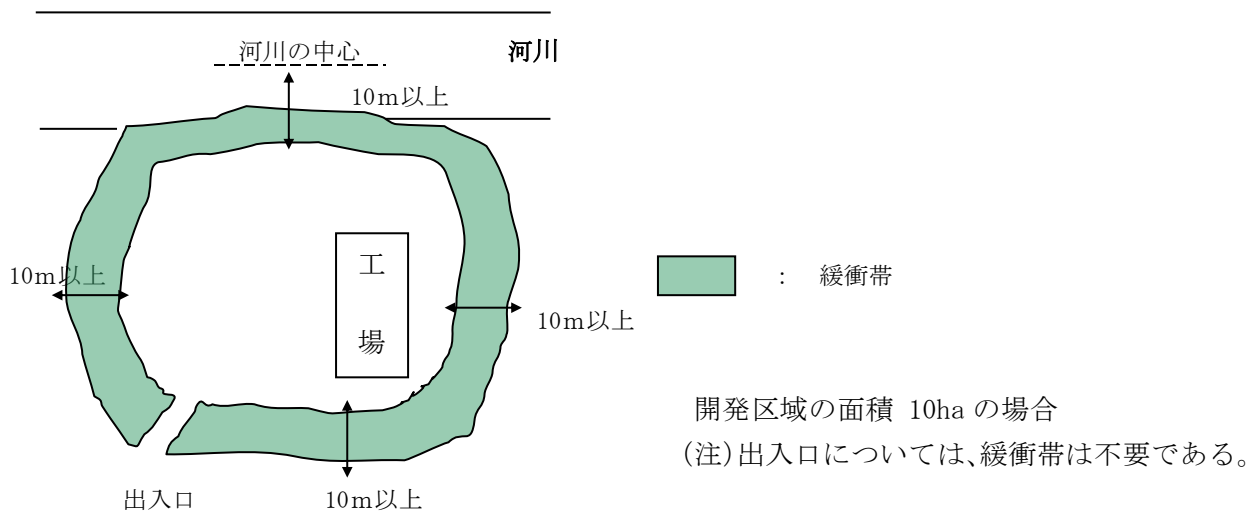 河川の中心
河川
10m以上
10m以上
工
場
: 緩衝帯
10m以上
開発区域の面積 10ha の場合
(注)出入口については、緩衝帯は不要である。
出入口
10m以上